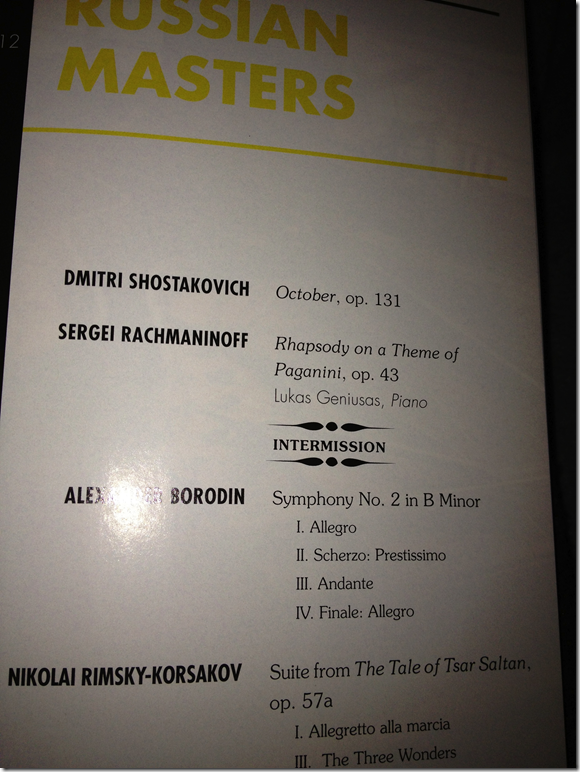 12
RUSSIAN
MASTERS
DMITRI SHOSTAKOVICH
October, op. 131
SERGEI RACHMANINOFF
Rhapsody on a Theme of
Paganini, op. 43
Lukas Geniusas, Piano
INTERMISSION
ALEXANDER BORODIN
Symphony No. 2 in B Minor
I. Allegro
II. Scherzo: Prestissimo
III. Andante
IV. Finale: Allegro
NIKOLAI RIMSKY-KORSAKOV
Suite from The Tale of Tsar Saltan,
op. 57a
I. Allegretto alla marcia
III. The Three Wonders